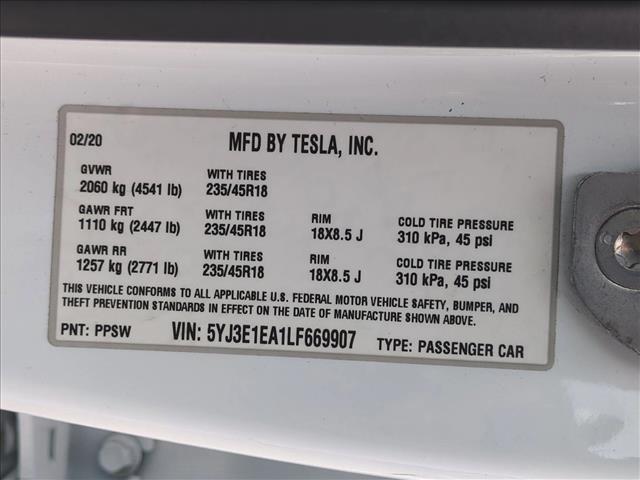 02/20 MFD BY TESLA, INC.
GVWR WITH TIRES
2060 kg (4541 lb) 235/45R18
GAWR FRT WITH TIRES RIM COLD TIRE PRESSURE
1110 kg (2447 lb) 235/45R18 18X8.5 J 310 kPa, 45 psi
GAWR RR WITH TIRES RIM COLD TIRE PRESSURE
1257 kg (2771 lb) 235/45R18 18X8.5 J 310 kPa, 45 psi
THIS VEHICLE CONFORMS TO ALL APPLICABLE U.S. FEDERAL MOTOR VEHICLE SAFETY, BUMPER, AND
THEFT PREVENTION STANDARDS IN EFFECT ON THE DATE OF MANUFACTURE SHOWN ABOVE.
PNT: PPSW VIN: 5YJ3E1EA1LF669907 TYPE: PASSENGER CAR